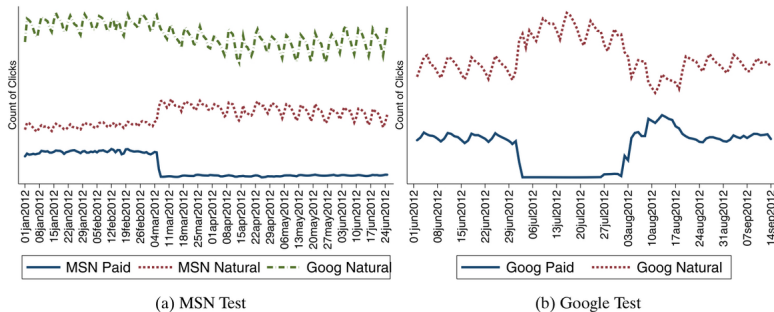 Count of Clicks
01jan2012
08jan2012
15jan2012
22jan2012
29jan2012
05feb2012
12feb2012
19feb2012
26feb2012
04mar2012
11mar2012
18mar2012
25mar2012
01apr2012
08apr2012
15apr2012
22apr2012
29apr2012
06may2012
13may2012
20may2012
27may2012
03jun2012
10jun2012
17jun2012
24jun2012
MSN Paid MSN Natural Goog Natural
(a) MSN Test
Count of Clicks
01jun2012
08jun2012
15jun2012
22jun2012
29jun2012
06jul2012
13jul2012
20jul2012
27jul2012
03aug2012
10aug2012
17aug2012
24aug2012
31aug2012
07sep2012
14sep2012
Goog Paid Goog Natural
(b) Google Test